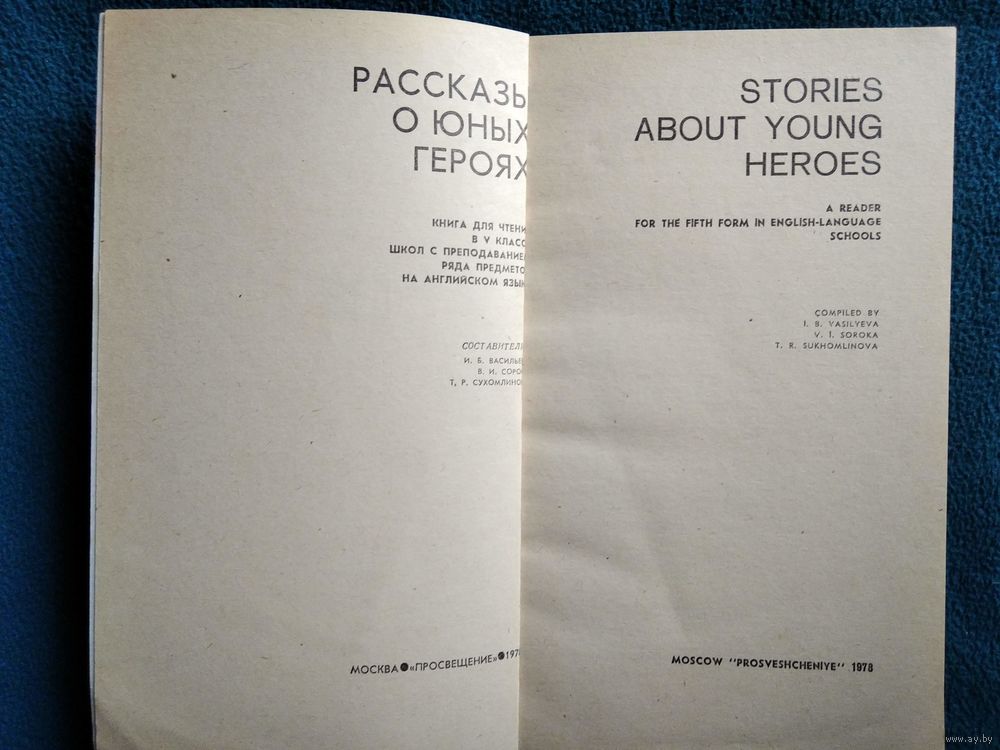 РАССКАЗЫ
О ЮНЫХ
ГЕРОЯХ
КНИГА ДЛЯ ЧТЕНИ
В V КЛАСС
ШКОЛ С ПРЕПОДАВАНИЕ
РЯДА ПРЕДМЕТО
НА АНГЛИЙСКОМ ЯЗЫК
СОСТАВИТЕЛИ
И. Б. ВАСИЛЬЕ
В. И. СОРО
Т. Р. СУХОМЛИНО
МОСКВА ● «ПРОСВЕЩЕНИЕ» ● 197
STORIES
ABOUT YOUNG
HEROES
A READER
FOR THE FIFTH FORM IN ENGLISH-LANGUAGE
SCHOOLS
COMPILED BY
I. B. VASILYEVA
V. I. SOROKA
T. R. SUKHOMLINOVA
MOSCOW "PROSVESHCHENIYE" 1978
www.ay.by